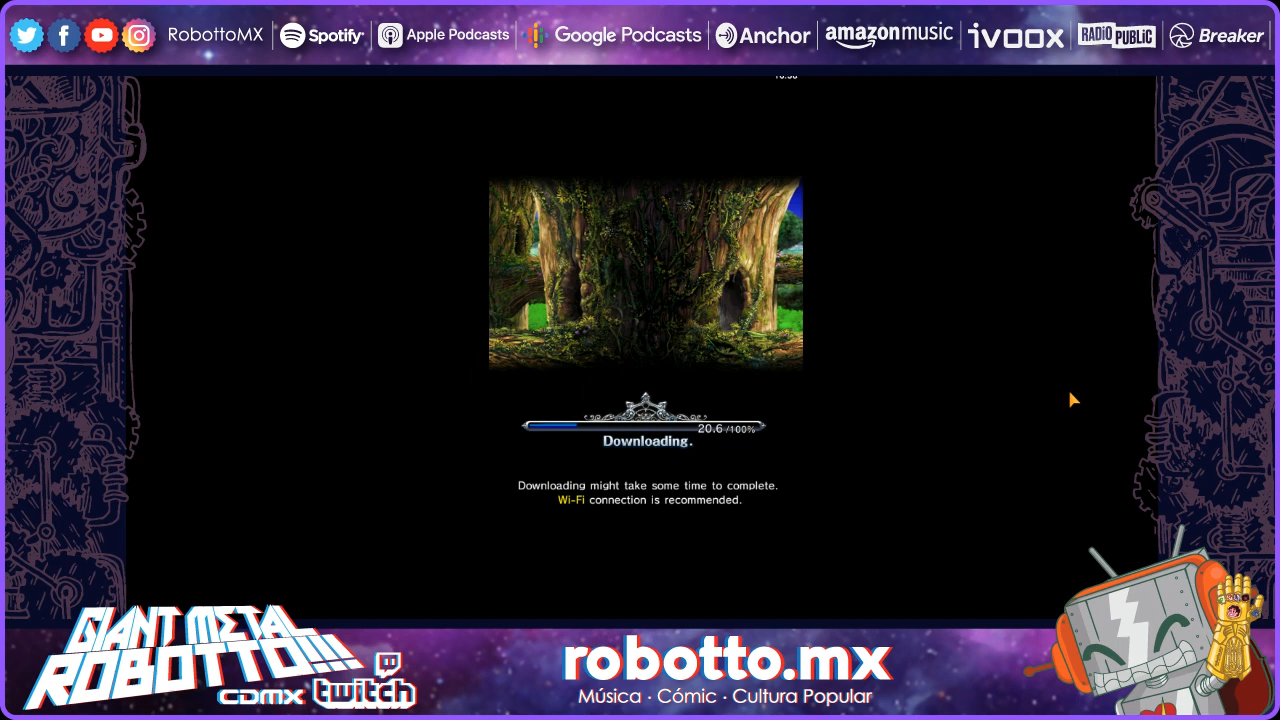 RobottoMX
Spotify
Apple Podcasts
Google Podcasts
Anchor
amazon music
ivoox
RADIO PUBLIC
Breaker
20.6 /100%
Downloading.
Downloading might take some time to complete.
Wi-Fi connection is recommended.
GIANT METAL
ROBOTTO!!!
CDMX twitch
robotto.mx
Música · Cómic · Cultura Popular